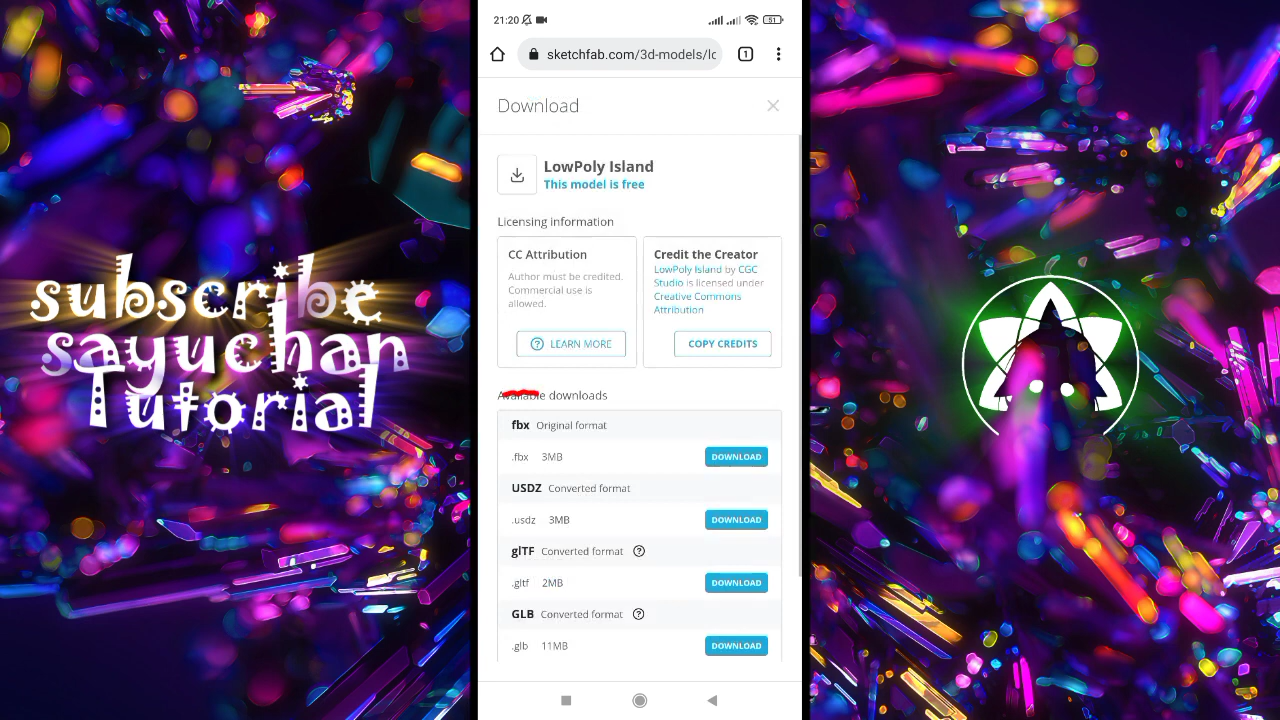 subscribe
sayuchan
Tutorial
21:20
51
sketchfab.com/3d-models/lc
1
Download
LowPoly Island
This model is free
Licensing information
CC Attribution
Author must be credited.
Commercial use is
allowed.
LEARN MORE
Credit the Creator
LowPoly Island by CGC
Studio is licensed under
Creative Commons
Attribution
COPY CREDITS
Available downloads
fbx Original format
.fbx 3MB DOWNLOAD
USDZ Converted format
.usdz 3MB DOWNLOAD
glTF Converted format
.gltf 2MB DOWNLOAD
GLB Converted format
.glb 11MB DOWNLOAD